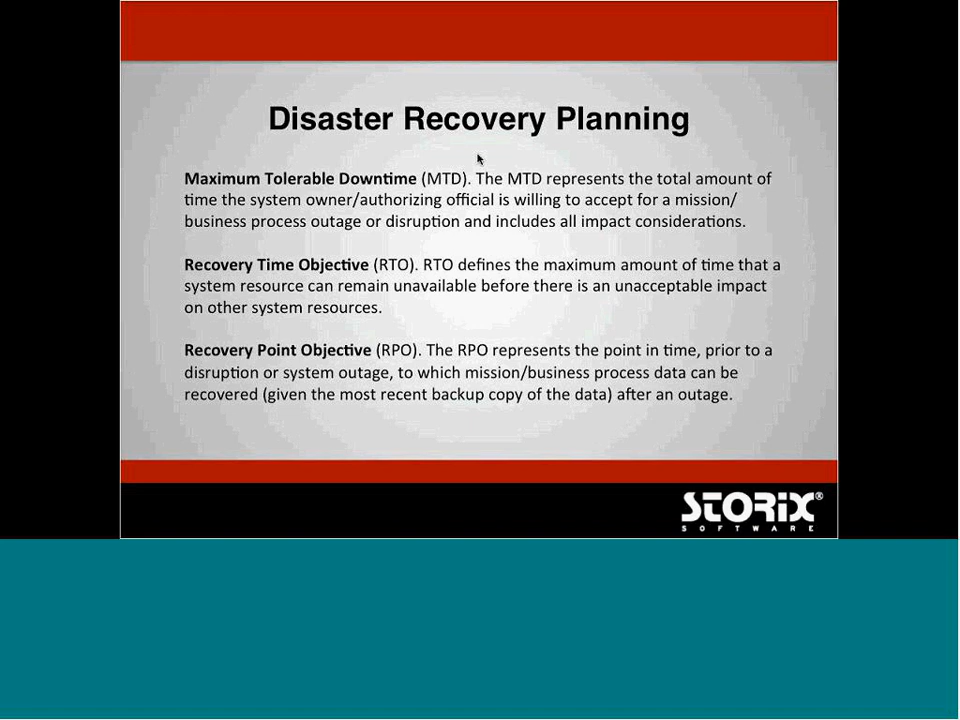 Disaster Recovery Planning
Maximum Tolerable Downtime (MTD). The MTD represents the total amount of
time the system owner/authorizing official is willing to accept for a mission/
business process outage or disruption and includes all impact considerations.
Recovery Time Objective (RTO). RTO defines the maximum amount of time that a
system resource can remain unavailable before there is an unacceptable impact
on other system resources.
Recovery Point Objective (RPO). The RPO represents the point in time, prior to a
disruption or system outage, to which mission/business process data can be
recovered (given the most recent backup copy of the data) after an outage.
STORIX®
SOFTWARE